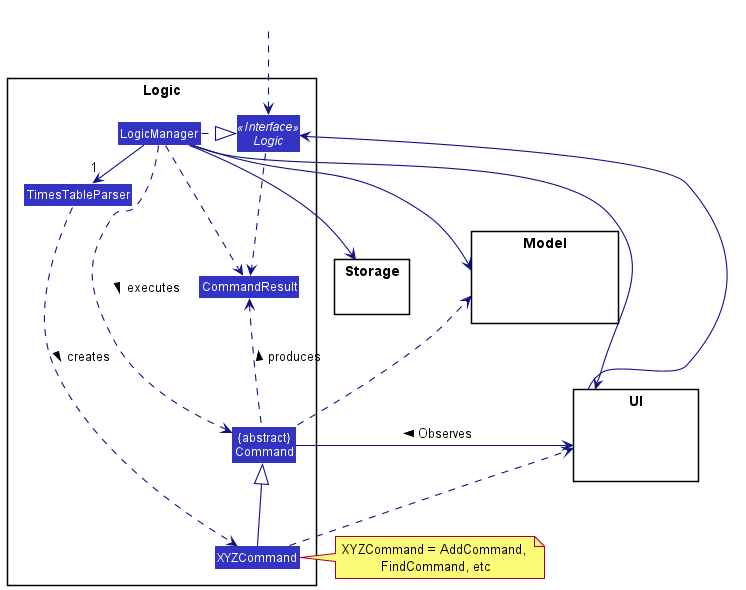 Logic
LogicManager
«Interface»
Logic
1
TimesTableParser
Model
Storage
CommandResult
executes
creates
produces
UI
Observes
{abstract}
Command
XYZCommand
XYZCommand = AddCommand,
FindCommand, etc